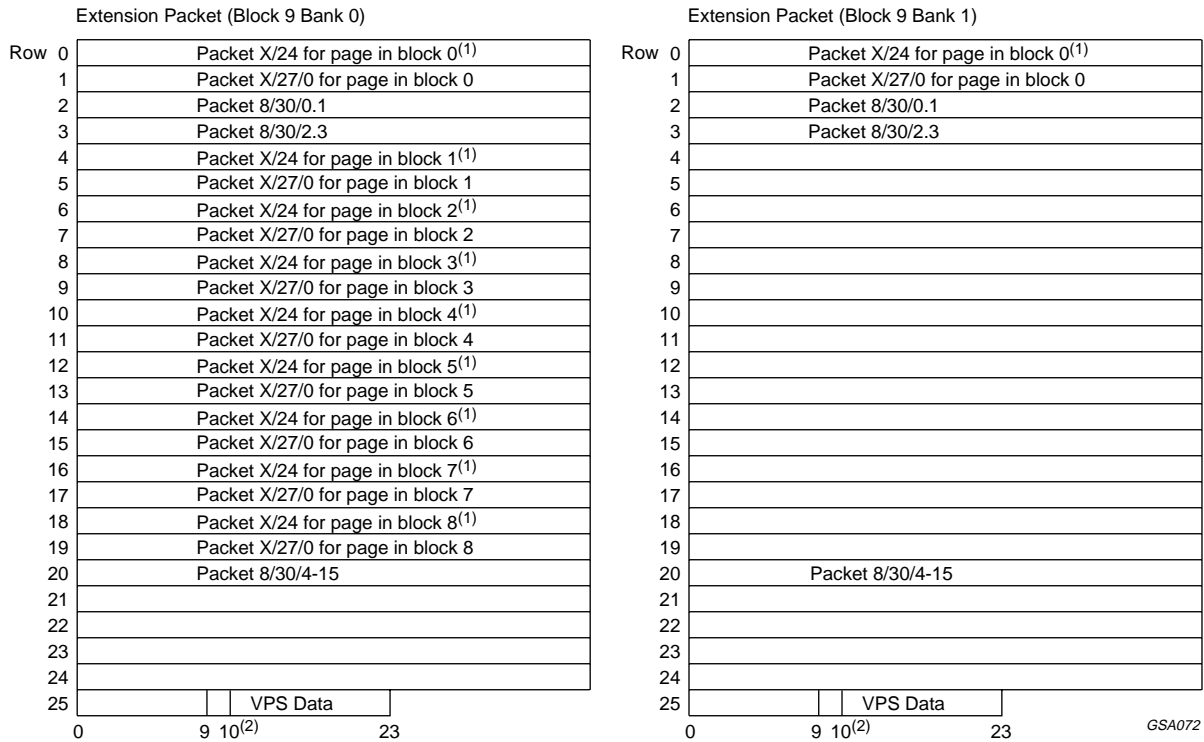 Extension Packet (Block 9 Bank 0)
Row 0 Packet X/24 for page in block 0(1)
1 Packet X/27/0 for page in block 0
2 Packet 8/30/0.1
3 Packet 8/30/2.3
4 Packet X/24 for page in block 1(1)
5 Packet X/27/0 for page in block 1
6 Packet X/24 for page in block 2(1)
7 Packet X/27/0 for page in block 2
8 Packet X/24 for page in block 3(1)
9 Packet X/27/0 for page in block 3
10 Packet X/24 for page in block 4(1)
11 Packet X/27/0 for page in block 4
12 Packet X/24 for page in block 5(1)
13 Packet X/27/0 for page in block 5
14 Packet X/24 for page in block 6(1)
15 Packet X/27/0 for page in block 6
16 Packet X/24 for page in block 7(1)
17 Packet X/27/0 for page in block 7
18 Packet X/24 for page in block 8(1)
19 Packet X/27/0 for page in block 8
20 Packet 8/30/4-15
21
22
23
24
25 VPS Data
0 9 10(2) 23
Extension Packet (Block 9 Bank 1)
Row 0 Packet X/24 for page in block 0(1)
1 Packet X/27/0 for page in block 0
2 Packet 8/30/0.1
3 Packet 8/30/2.3
4
5
6
7
8
9
10
11
12
13
14
15
16
17
18
19
20 Packet 8/30/4-15
21
22
23
24
25 VPS Data
0 9 10(2) 23
GSA072